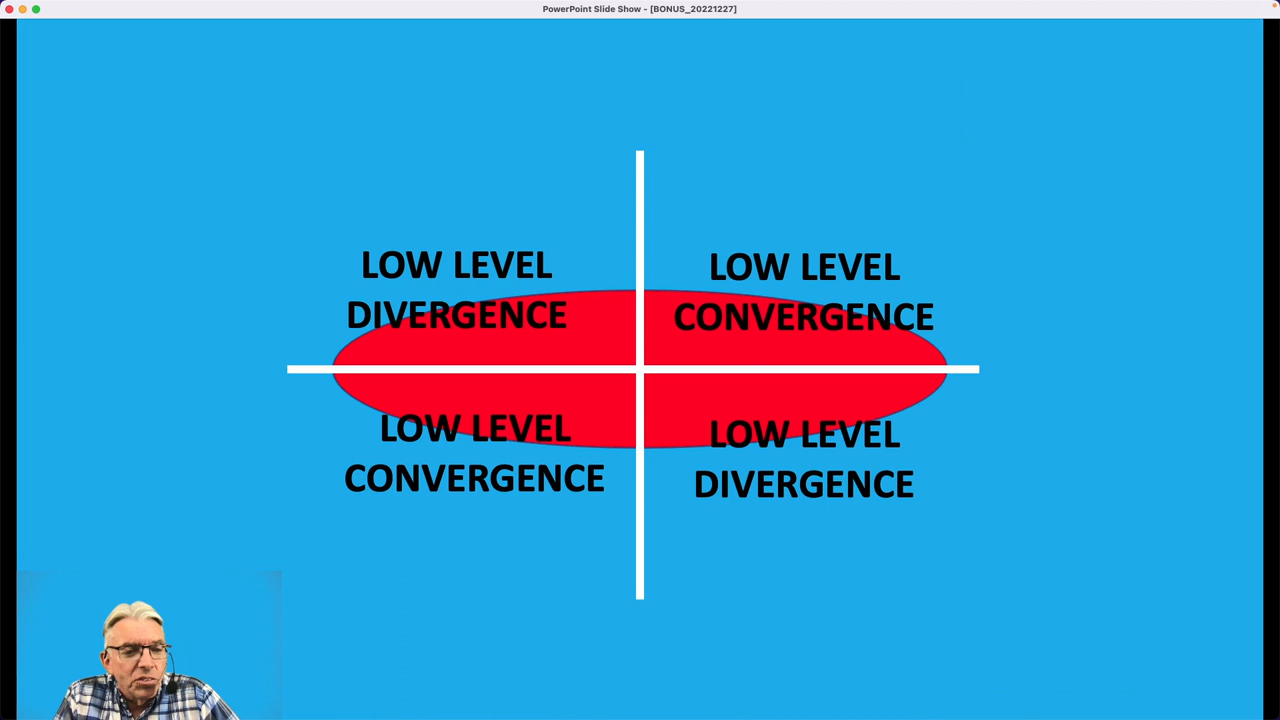 PowerPoint Slide Show - [BONUS_20221227]
LOW LEVEL
DIVERGENCE
LOW LEVEL
CONVERGENCE
LOW LEVEL
CONVERGENCE
LOW LEVEL
DIVERGENCE